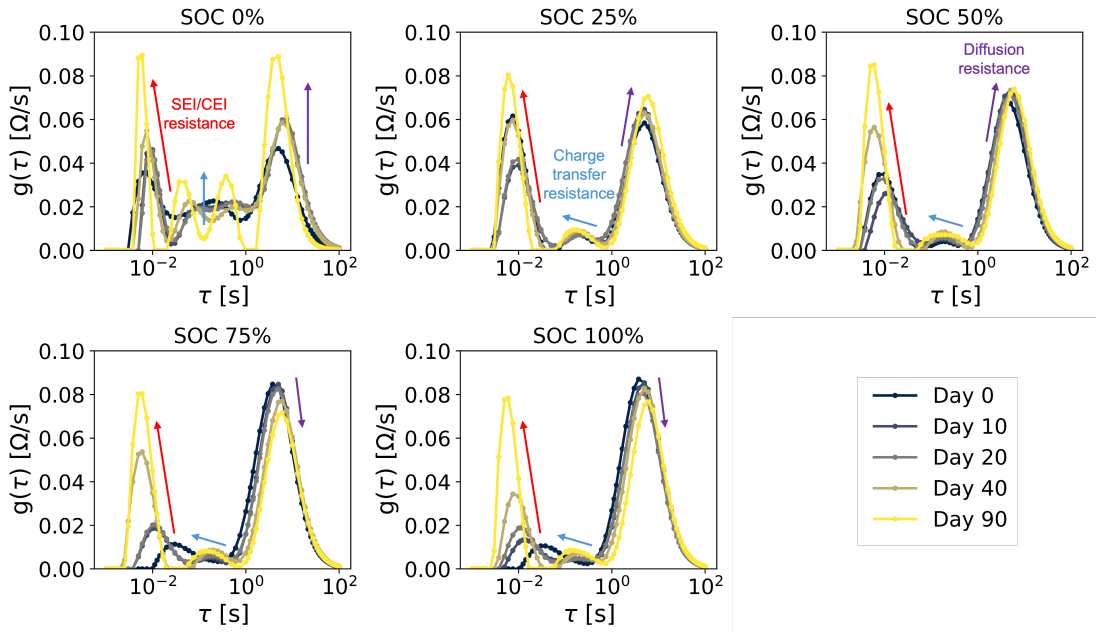 SOC 0%
SOC 25%
SOC 50%
g(τ) [Ω/s]
0.10
0.08
0.06
0.04
0.02
0.00
SEI/CEI
resistance
10⁻²
10⁰
10²
τ [s]
g(τ) [Ω/s]
0.10
0.08
0.06
0.04
0.02
0.00
Charge
transfer
resistance
10⁻²
10⁰
10²
τ [s]
g(τ) [Ω/s]
0.10
0.08
0.06
0.04
0.02
0.00
Diffusion
resistance
10⁻²
10⁰
10²
τ [s]
SOC 75%
SOC 100%
g(τ) [Ω/s]
0.10
0.08
0.06
0.04
0.02
0.00
10⁻²
10⁰
10²
τ [s]
g(τ) [Ω/s]
0.10
0.08
0.06
0.04
0.02
0.00
10⁻²
10⁰
10²
τ [s]
Day 0
Day 10
Day 20
Day 40
Day 90